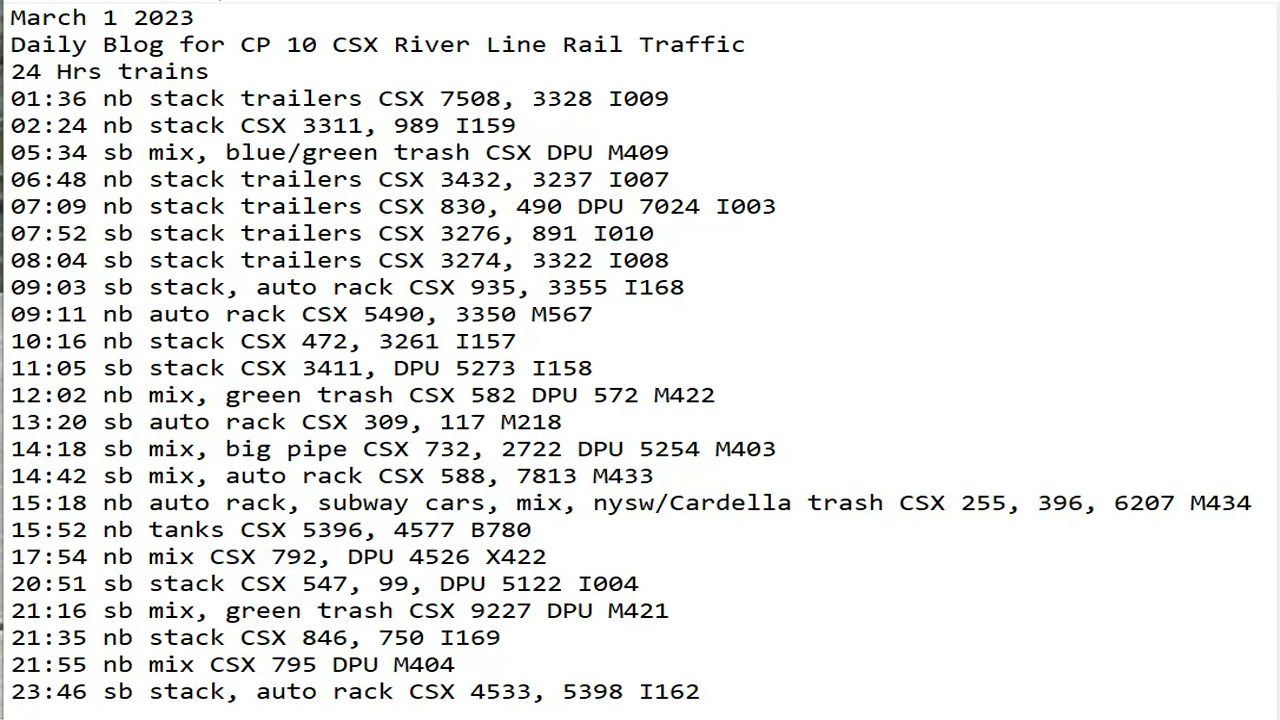 March 1 2023
Daily Blog for CP 10 CSX River Line Rail Traffic
24 Hrs trains
01:36 nb stack trailers CSX 7508, 3328 I009
02:24 nb stack CSX 3311, 989 I159
05:34 sb mix, blue/green trash CSX DPU M409
06:48 nb stack trailers CSX 3432, 3237 I007
07:09 nb stack trailers CSX 830, 490 DPU 7024 I003
07:52 sb stack trailers CSX 3276, 891 I010
08:04 sb stack trailers CSX 3274, 3322 I008
09:03 sb stack, auto rack CSX 935, 3355 I168
09:11 nb auto rack CSX 5490, 3350 M567
10:16 nb stack CSX 472, 3261 I157
11:05 sb stack CSX 3411, DPU 5273 I158
12:02 nb mix, green trash CSX 582 DPU 572 M422
13:20 sb auto rack CSX 309, 117 M218
14:18 sb mix, big pipe CSX 732, 2722 DPU 5254 M403
14:42 sb mix, auto rack CSX 588, 7813 M433
15:18 nb auto rack, subway cars, mix, nysw/Cardella trash CSX 255, 396, 6207 M434
15:52 nb tanks CSX 5396, 4577 B780
17:54 nb mix CSX 792, DPU 4526 X422
20:51 sb stack CSX 547, 99, DPU 5122 I004
21:16 sb mix, green trash CSX 9227 DPU M421
21:35 nb stack CSX 846, 750 I169
21:55 nb mix CSX 795 DPU M404
23:46 sb stack, auto rack CSX 4533, 5398 I162